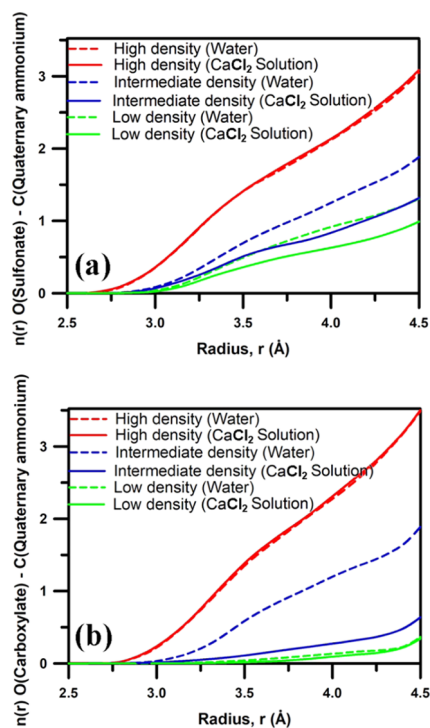 n(r) O(Sulfonate) - C(Quaternary ammonium)
High density (Water)
High density (CaCl2 Solution)
Intermediate density (Water)
Intermediate density (CaCl2 Solution)
Low density (Water)
Low density (CaCl2 Solution)
3
2
1
0
(a)
2.5 3.0 3.5 4.0 4.5
Radius, r (Å)
n(r) O(Carboxylate) - C(Quaternary ammonium)
High density (Water)
High density (CaCl2 Solution)
Intermediate density (Water)
Intermediate density (CaCl2 Solution)
Low density (Water)
Low density (CaCl2 Solution)
3
2
1
0
(b)
2.5 3.0 3.5 4.0 4.5
Radius, r (Å)